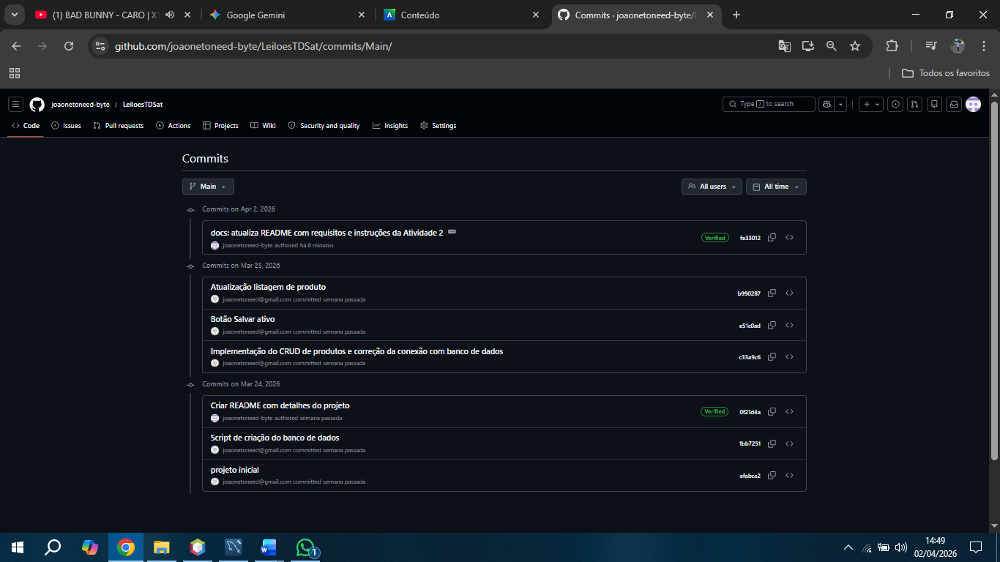 (1) BAD BUNNY - CARO | X1
Google Gemini
Conteúdo
Commits · joaonetoneed-byte/L
github.com/joaonetoneed-byte/LeiloesTDSat/commits/Main/
Todos os favoritos
joaonetoneed-byte / LeiloesTDSat
Type / to search
Code
Issues
Pull requests
Actions
Projects
Wiki
Security and quality
Insights
Settings
Commits
Main
All users
All time
Commits on Apr 2, 2026
docs: atualiza README com requisitos e instruções da Atividade 2
joaonetoneed-byte authored há 8 minutos
Verified
fe33012
Commits on Mar 25, 2026
Atualização listagem de produto
joaonetoneed@gmail.com committed semana passada
b990287
Botão Salvar ativo
joaonetoneed@gmail.com committed semana passada
e51c0ad
Implementação do CRUD de produtos e correção da conexão com banco de dados
joaonetoneed@gmail.com committed semana passada
c33a9c6
Commits on Mar 24, 2026
Criar README com detalhes do projeto
joaonetoneed-byte authored semana passada
Verified
0f21d4a
Script de criação do banco de dados
joaonetoneed@gmail.com committed semana passada
1bb7251
projeto inicial
joaonetoneed@gmail.com committed semana passada
afabca2
1
14:49
02/04/2026